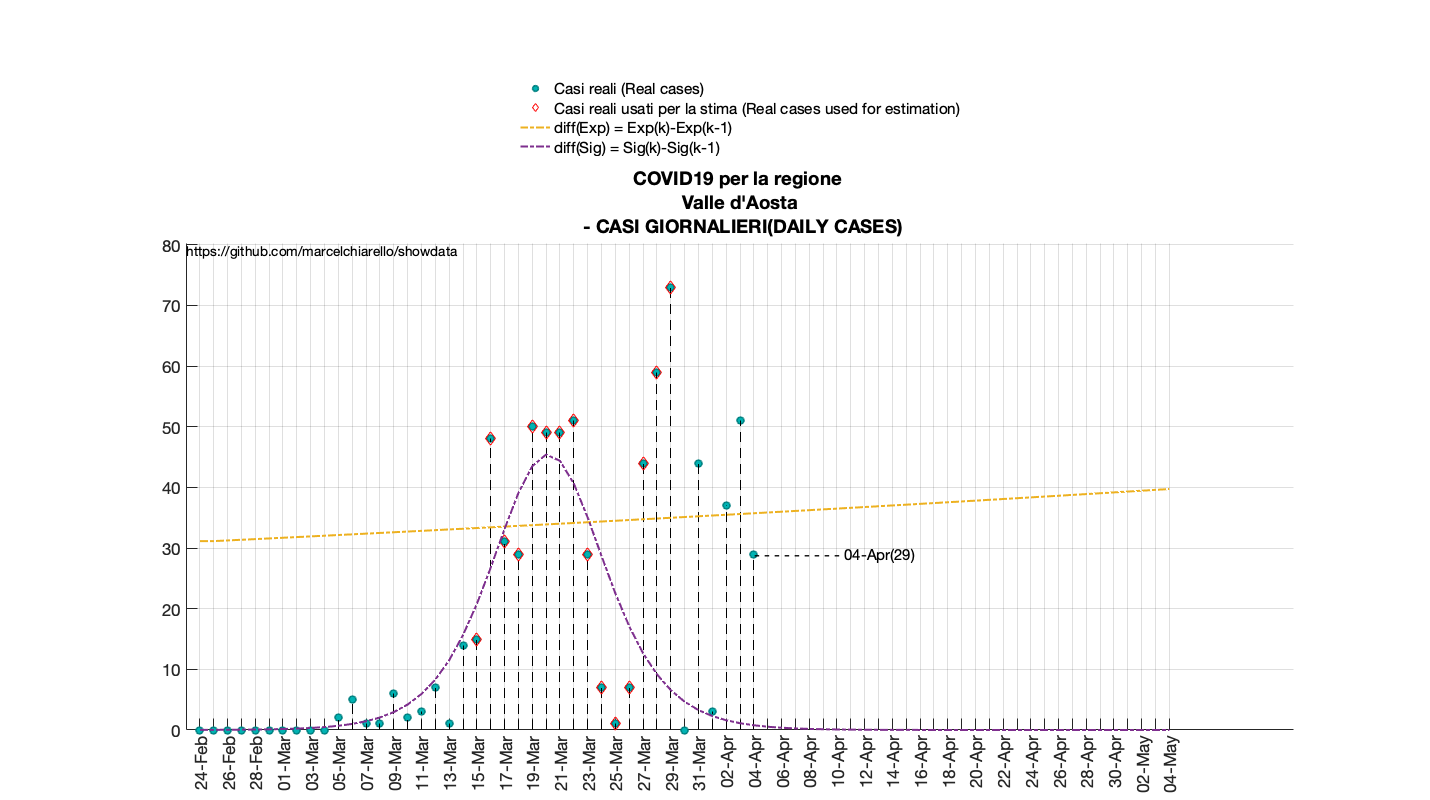 Casi reali (Real cases)
Casi reali usati per la stima (Real cases used for estimation)
diff(Exp) = Exp(k)-Exp(k-1)
diff(Sig) = Sig(k)-Sig(k-1)
COVID19 per la regione
Valle d'Aosta
- CASI GIORNALIERI(DAILY CASES)
https://github.com/marcelchiarello/showdata
80
70
60
50
40
30
20
10
0
04-Apr(29)
24-Feb
26-Feb
28-Feb
01-Mar
03-Mar
05-Mar
07-Mar
09-Mar
11-Mar
13-Mar
15-Mar
17-Mar
19-Mar
21-Mar
23-Mar
25-Mar
27-Mar
29-Mar
31-Mar
02-Apr
04-Apr
06-Apr
08-Apr
10-Apr
12-Apr
14-Apr
16-Apr
18-Apr
20-Apr
22-Apr
24-Apr
26-Apr
28-Apr
30-Apr
02-May
04-May